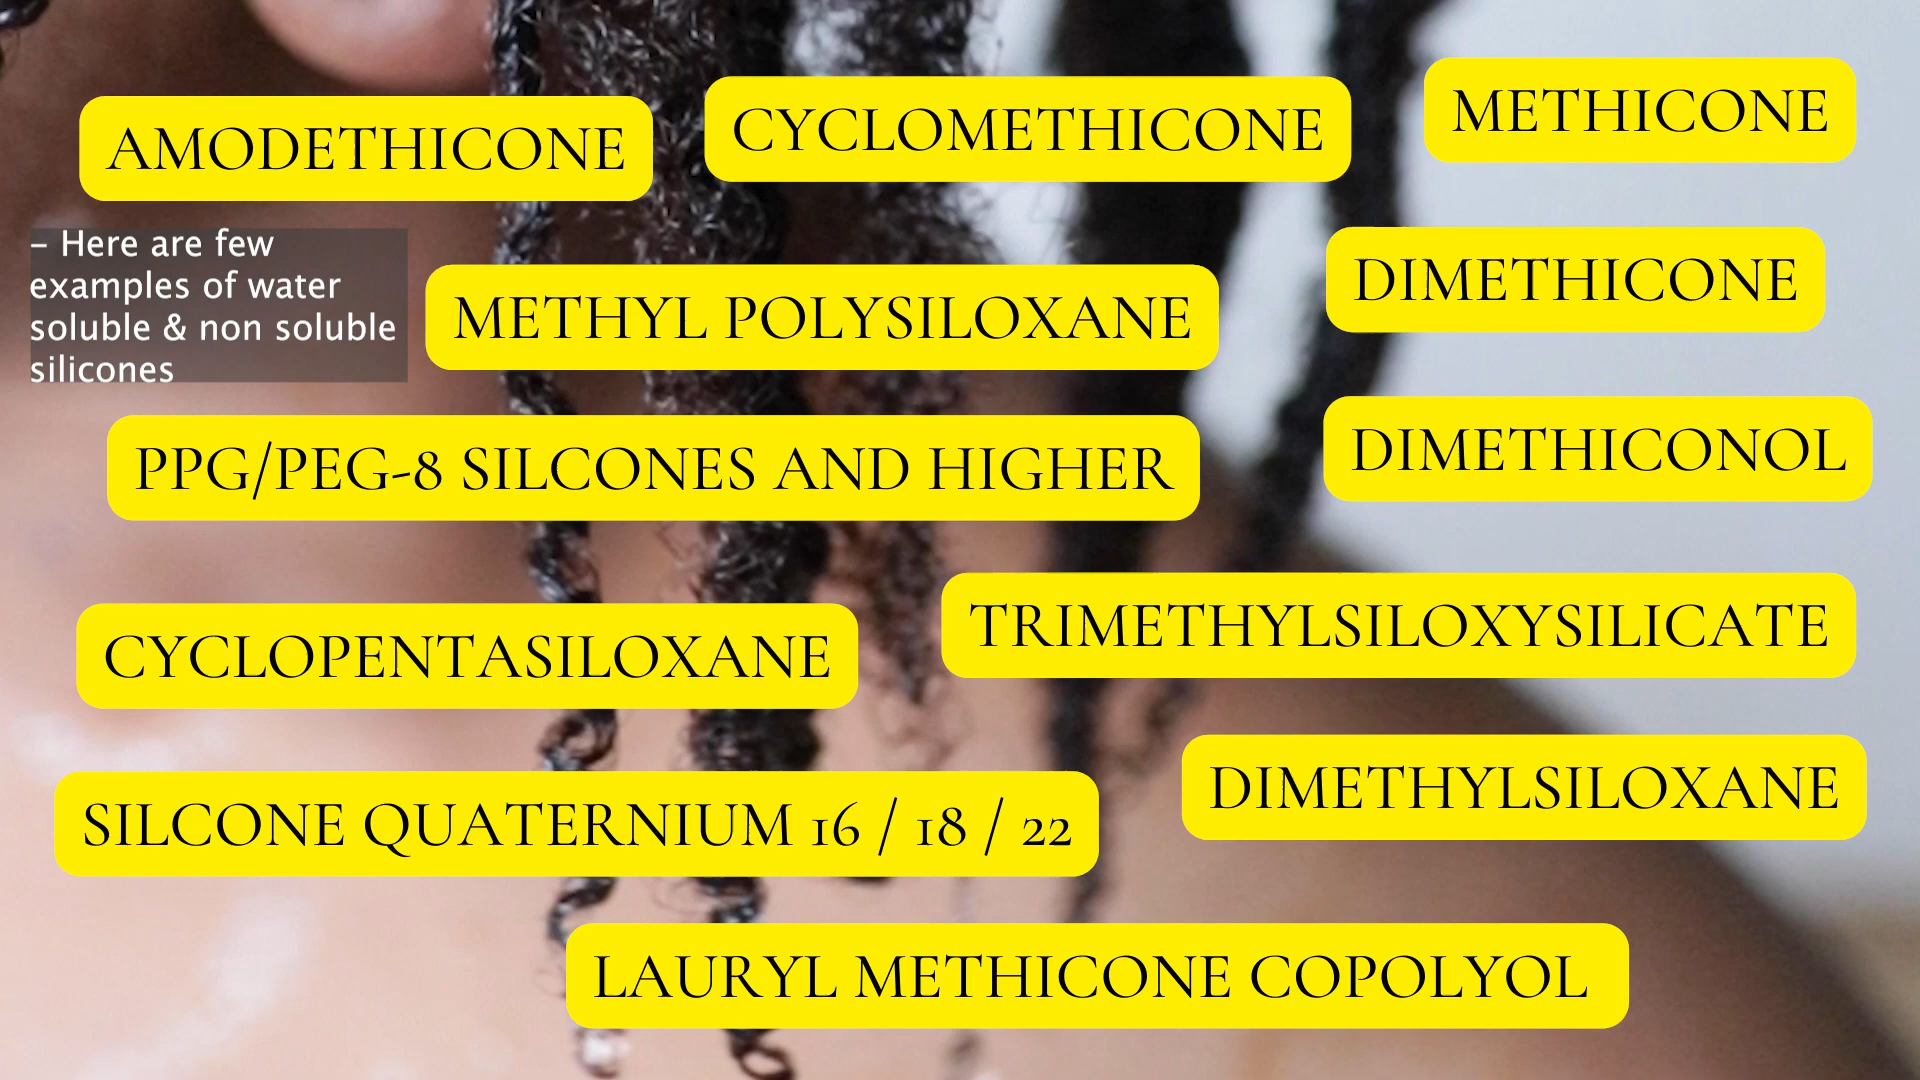 AMODETHICONE
CYCLOMETHICONE
METHICONE
– Here are few
examples of water
soluble & non soluble
silicones
METHYL POLYSILOXANE
DIMETHICONE
PPG/PEG-8 SILCONES AND HIGHER
DIMETHICONOL
CYCLOPENTASILOXANE
TRIMETHYLSILOXYSILICATE
SILCONE QUATERNIUM 16 / 18 / 22
DIMETHYLSILOXANE
LAURYL METHICONE COPOLYOL